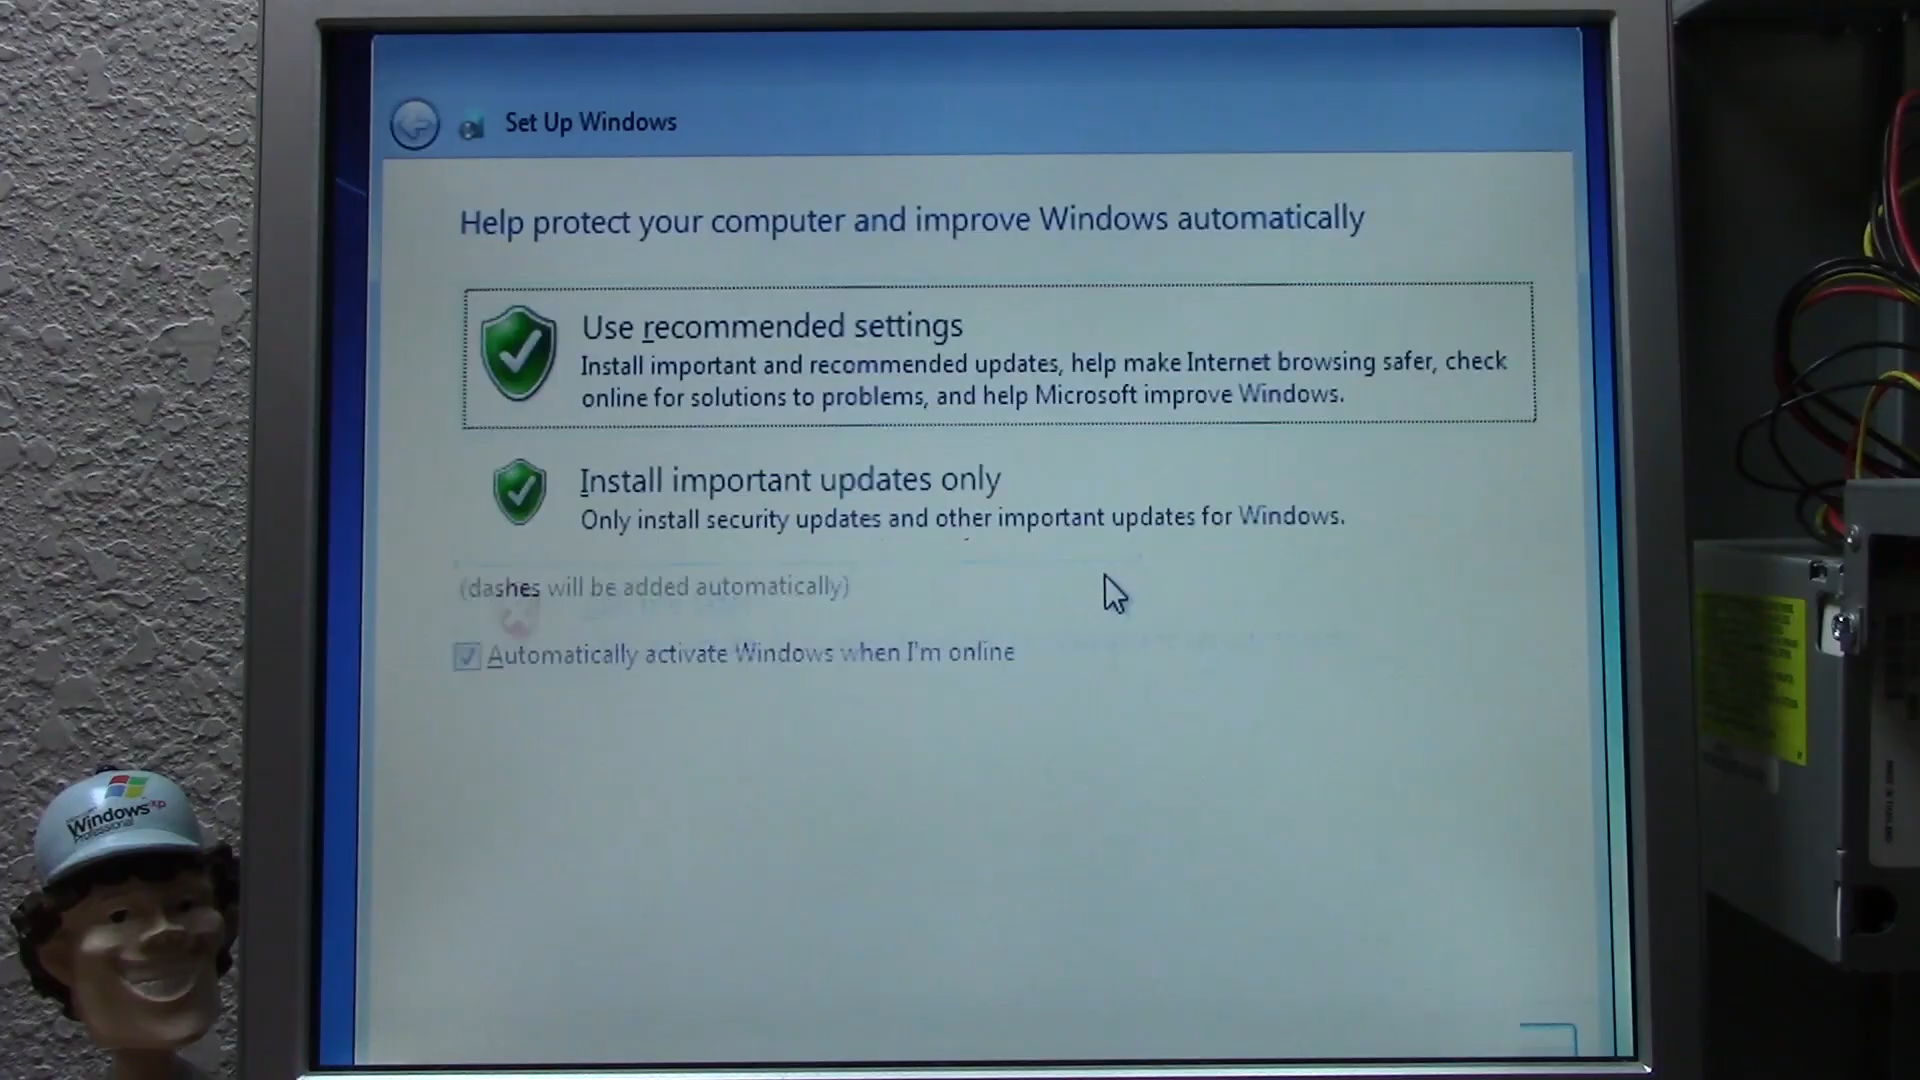 Set Up Windows
Help protect your computer and improve Windows automatically
Use recommended settings
Install important and recommended updates, help make Internet browsing safer, check
online for solutions to problems, and help Microsoft improve Windows.
Install important updates only
Only install security updates and other important updates for Windows.
(dashes will be added automatically)
Automatically activate Windows when I'm online
Windows xp
Professional